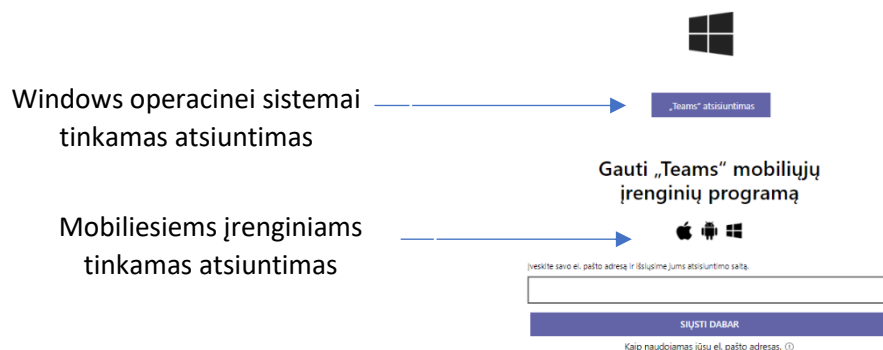 Windows operacinei sistemai
tinkamas atsiuntimas
„Teams“ atsisiuntimas
Gauti „Teams“ mobiliųjų
įrenginių programą
Mobiliesiems įrenginiams
tinkamas atsiuntimas
Įveskite savo el. pašto adresą ir išsiųsime jums atsisiuntimo saitą.
SIŲSTI DABAR
Kaip naudojamas jūsų el. pašto adresas.